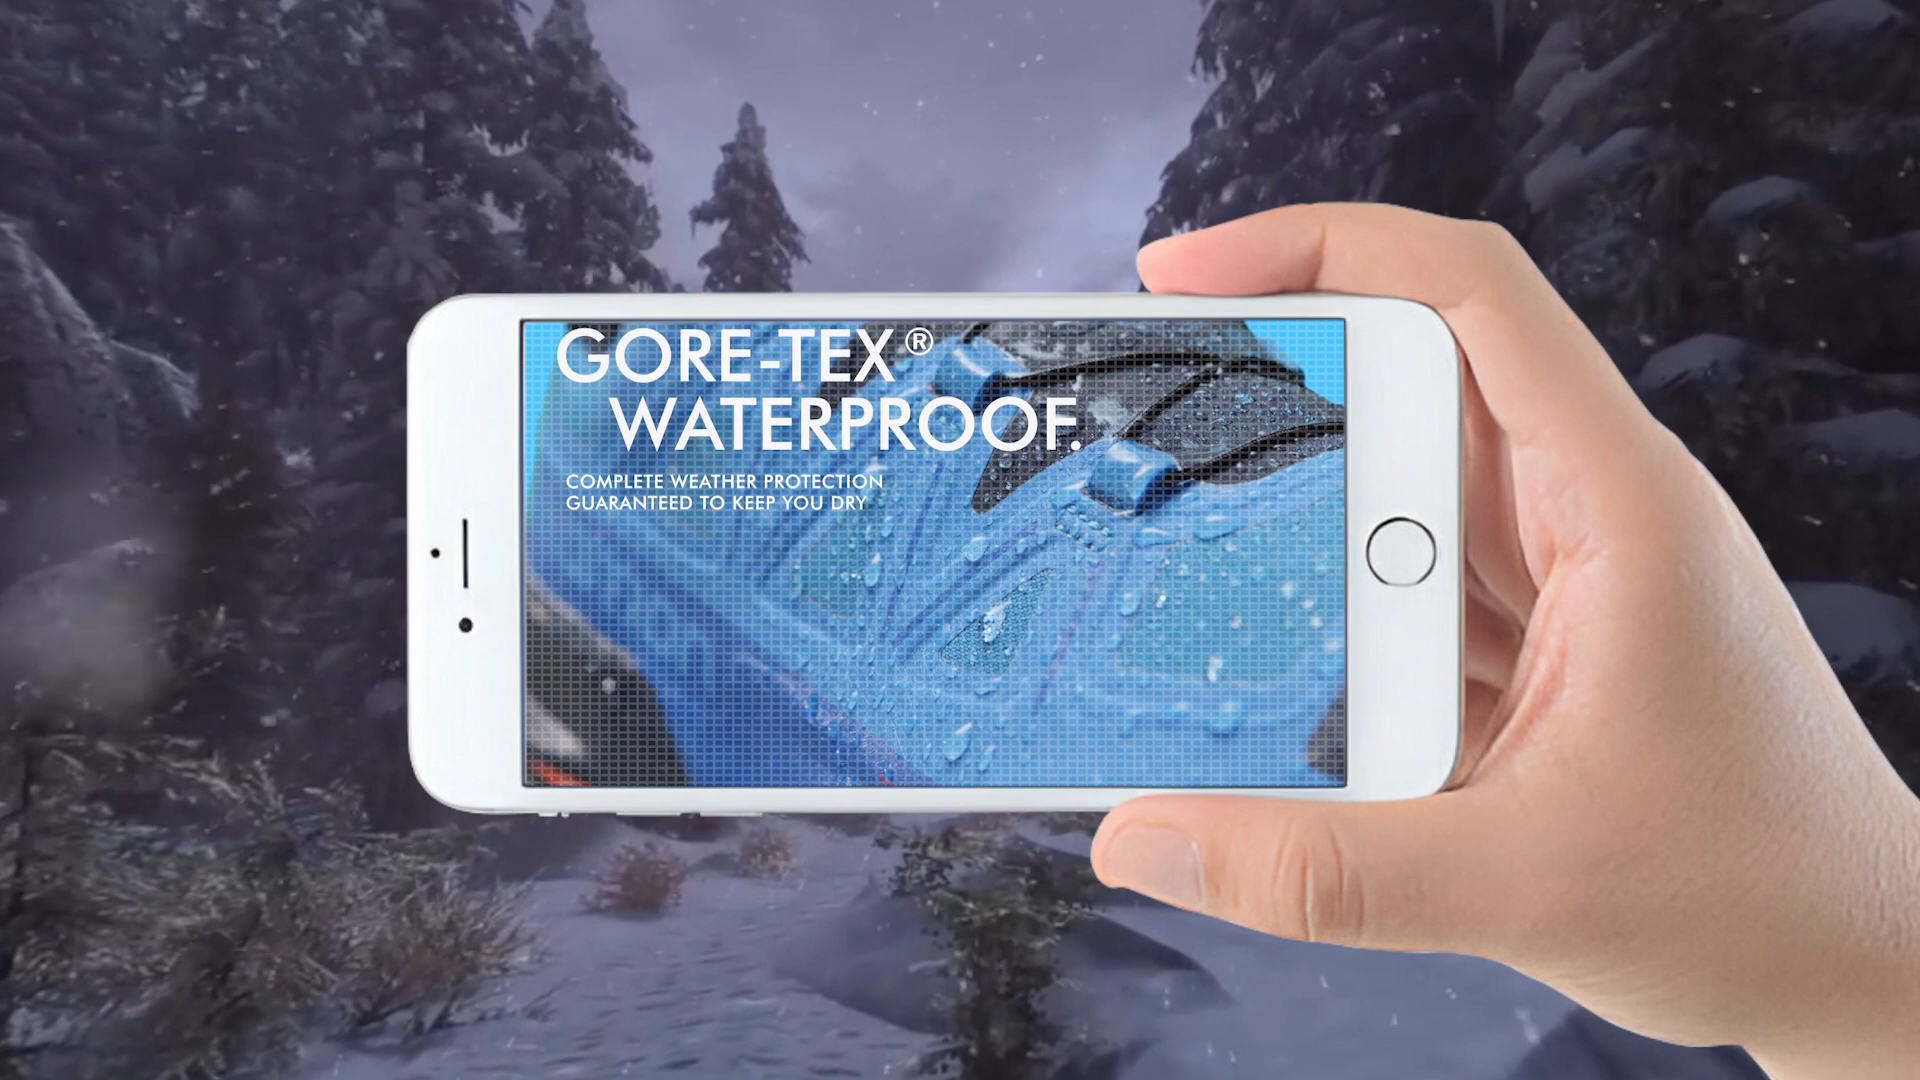 GORE-TEX®
WATERPROOF.
COMPLETE WEATHER PROTECTION
GUARANTEED TO KEEP YOU DRY